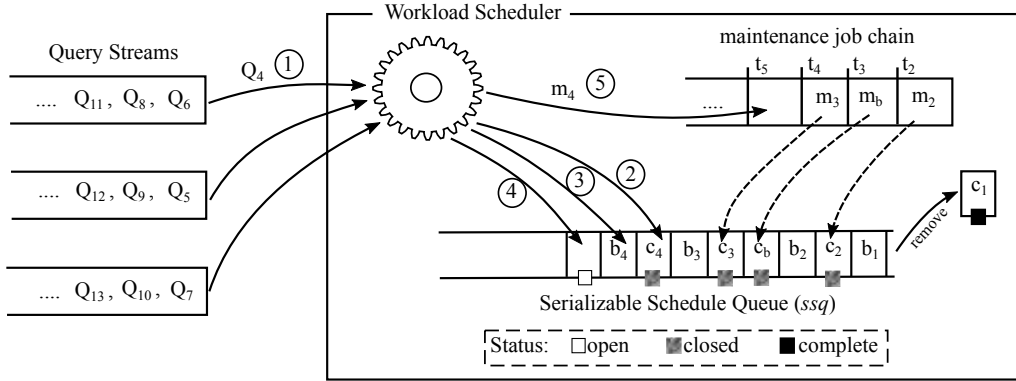 Workload Scheduler
Query Streams
maintenance job chain
Q4 1
t5 t4 t3 t2
m4 5
.... Q11, Q8, Q6
.... m3 mb m2
.... Q12, Q9, Q5
4 3 2
c1
remove
b4 c4 b3 c3 cb b2 c2 b1
.... Q13, Q10, Q7
Serializable Schedule Queue (ssq)
Status: open closed complete